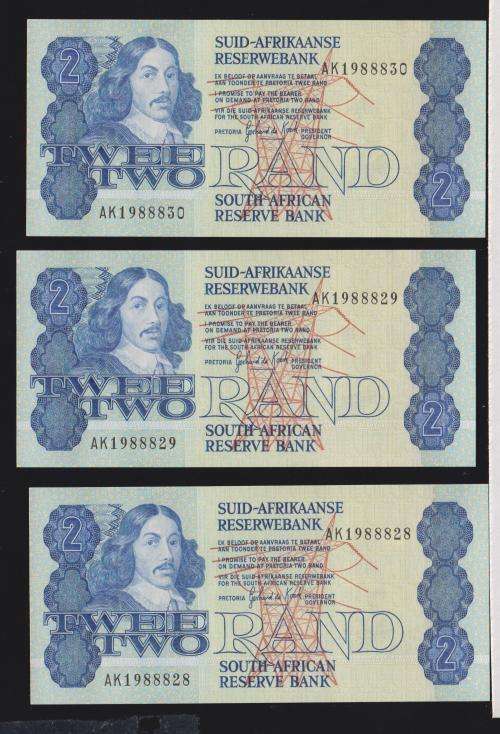 2
SUID-AFRIKAANSE
RESERWEBANK
AK1988830
EK BELOOF OP AANVRAAG TE BETAAL
AAN TOONDER TE PRETORIA TWEE RAND
I PROMISE TO PAY THE BEARER
ON DEMAND AT PRETORIA TWO RAND
VIR DIE SUID-AFRIKAANSE RESERWEBANK
FOR THE SOUTH AFRICAN RESERVE BANK
PRETORIA PRESIDENT
GOVERNOR
TWEE
TWO
RAND
2
AK1988830
SOUTH AFRICAN
RESERVE BANK
2
SUID-AFRIKAANSE
RESERWEBANK
AK1988829
EK BELOOF OP AANVRAAG TE BETAAL
AAN TOONDER TE PRETORIA TWEE RAND
I PROMISE TO PAY THE BEARER
ON DEMAND AT PRETORIA TWO RAND
VIR DIE SUID-AFRIKAANSE RESERWEBANK
FOR THE SOUTH AFRICAN RESERVE BANK
PRETORIA PRESIDENT
GOVERNOR
TWEE
TWO
RAND
2
AK1988829
SOUTH AFRICAN
RESERVE BANK
2
SUID-AFRIKAANSE
RESERWEBANK
AK1988828
EK BELOOF OP AANVRAAG TE BETAAL
AAN TOONDER TE PRETORIA TWEE RAND
I PROMISE TO PAY THE BEARER
ON DEMAND AT PRETORIA TWO RAND
VIR DIE SUID-AFRIKAANSE RESERWEBANK
FOR THE SOUTH AFRICAN RESERVE BANK
PRETORIA PRESIDENT
GOVERNOR
TWEE
TWO
RAND
2
AK1988828
SOUTH AFRICAN
RESERVE BANK